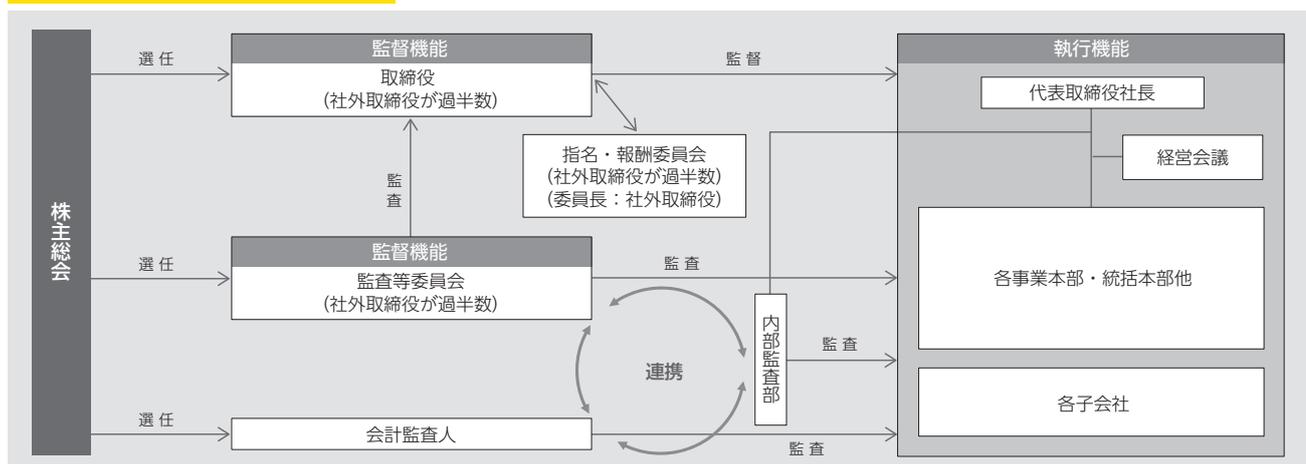 株主総会
選任
監督機能
取締役
(社外取締役が過半数)
監督
指名・報酬委員会
(社外取締役が過半数)
(委員長：社外取締役)
監査
選任
監督機能
監査等委員会
(社外取締役が過半数)
監査
連携
内部監査部
監査
選任
会計監査人
監査
執行機能
代表取締役社長
経営会議
各事業本部・統括本部他
各子会社